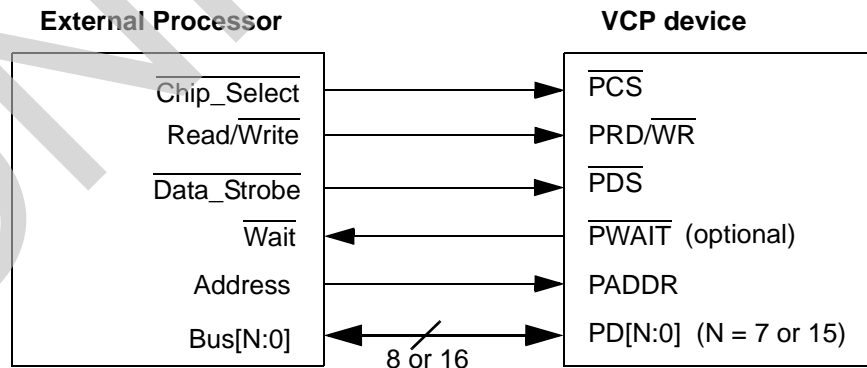 External Processor
VCP device
Chip_Select
PCS
Read/Write
PRD/WR
Data_Strobe
PDS
Wait
PWAIT (optional)
Address
PADDR
Bus[N:0]
8 or 16
PD[N:0] (N = 7 or 15)